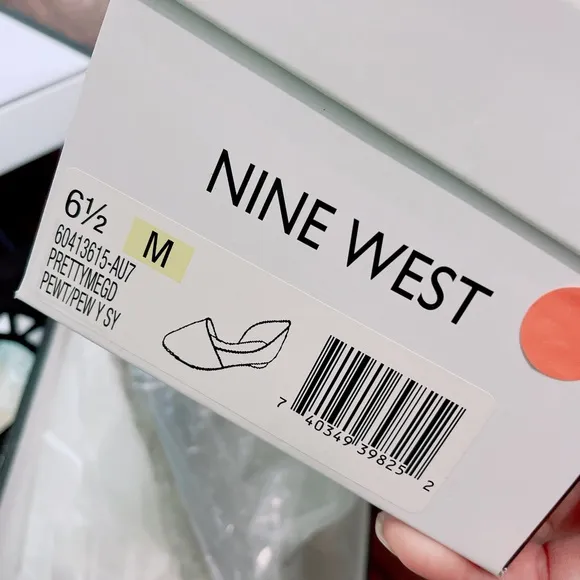 NINE WEST
6½ M
60413615-AU7
PRETTYMEGD
PEWT/PEW Y SY
7 40349 39825 2